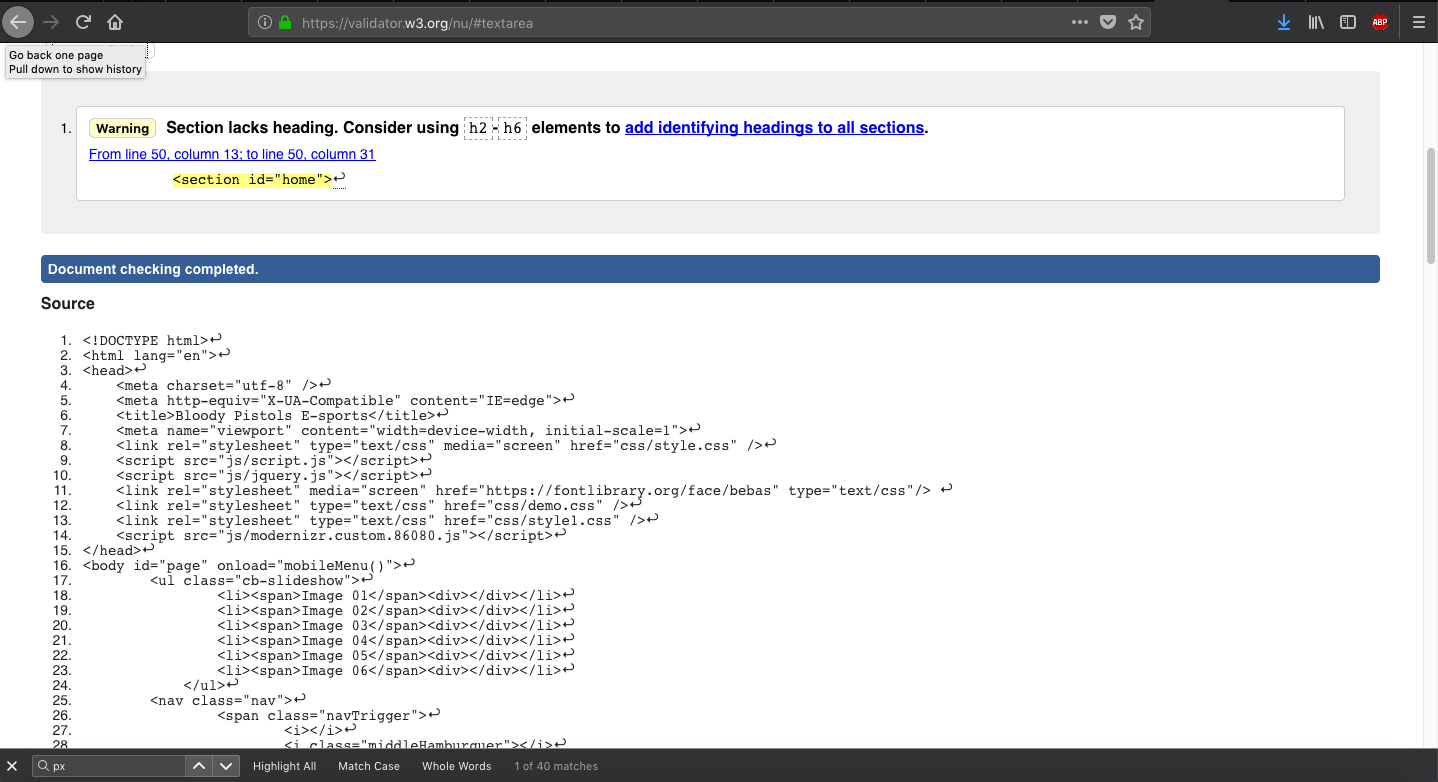 https://validator.w3.org/nu/#textarea
ABP
Go back one page
Pull down to show history
1. Warning Section lacks heading. Consider using h2-h6 elements to add identifying headings to all sections.
From line 50, column 13; to line 50, column 31
<section id="home">↩
Document checking completed.
Source
1. <!DOCTYPE html>↩
2. <html lang="en">↩
3. <head>↩
4. <meta charset="utf-8" />↩
5. <meta http-equiv="X-UA-Compatible" content="IE=edge">↩
6. <title>Bloody Pistols E-sports</title>↩
7. <meta name="viewport" content="width=device-width, initial-scale=1">↩
8. <link rel="stylesheet" type="text/css" media="screen" href="css/style.css" />↩
9. <script src="js/script.js"></script>↩
10. <script src="js/jquery.js"></script>↩
11. <link rel="stylesheet" media="screen" href="https://fontlibrary.org/face/bebas" type="text/css"/> ↩
12. <link rel="stylesheet" type="text/css" href="css/demo.css" />↩
13. <link rel="stylesheet" type="text/css" href="css/style1.css" />↩
14. <script src="js/modernizr.custom.86080.js"></script>↩
15. </head>↩
16. <body id="page" onload="mobileMenu()">↩
17. <ul class="cb-slideshow">↩
18. <li><span>Image 01</span><div></div></li>↩
19. <li><span>Image 02</span><div></div></li>↩
20. <li><span>Image 03</span><div></div></li>↩
21. <li><span>Image 04</span><div></div></li>↩
22. <li><span>Image 05</span><div></div></li>↩
23. <li><span>Image 06</span><div></div></li>↩
24. </ul>↩
25. <nav class="nav">↩
26. <span class="navTrigger">↩
27. <i></i>↩
28. <i class="middleHamburguer"></i>↩
px
Highlight All Match Case Whole Words 1 of 40 matches